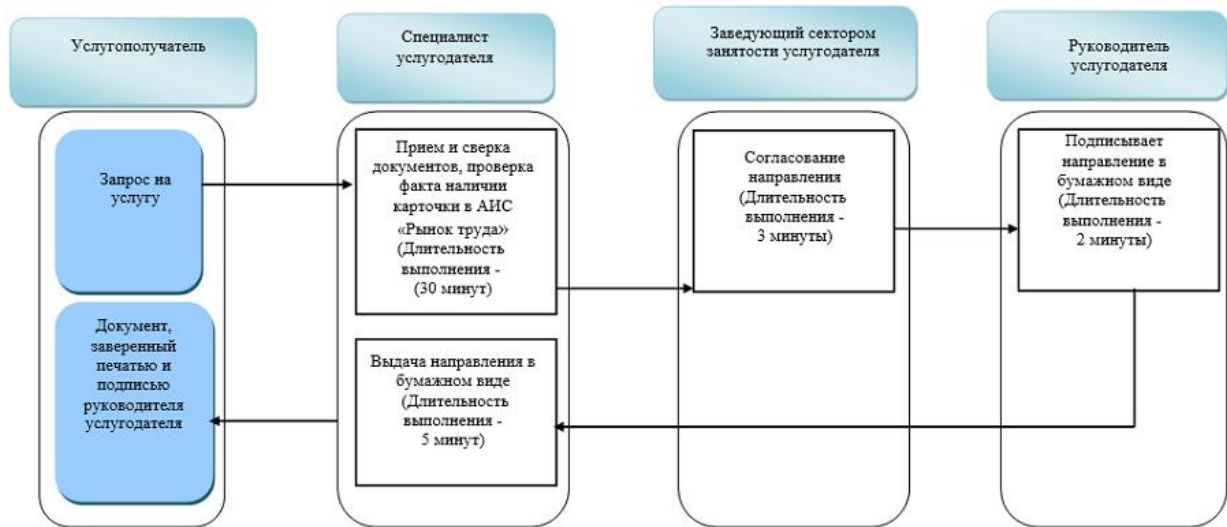 Услугополучатель
Специалист
услугодателя
Заведующий сектором
занятости услугодателя
Руководитель
услугодателя
Запрос на
услугу
Прием и сверка
документов, проверка
факта наличии
карточки в АИС
«Рынок труда»
(Длительность
выполнения -
(30 минут)
Согласование
направления
(Длительность
выполнения -
3 минуты)
Подписывает
направление в
бумажном виде
(Длительность
выполнения -
2 минуты)
Документ,
заверенный
печатью и
подписью
руководителя
услугодателя
Выдача направления в
бумажном виде
(Длительность
выполнения -
5 минут)